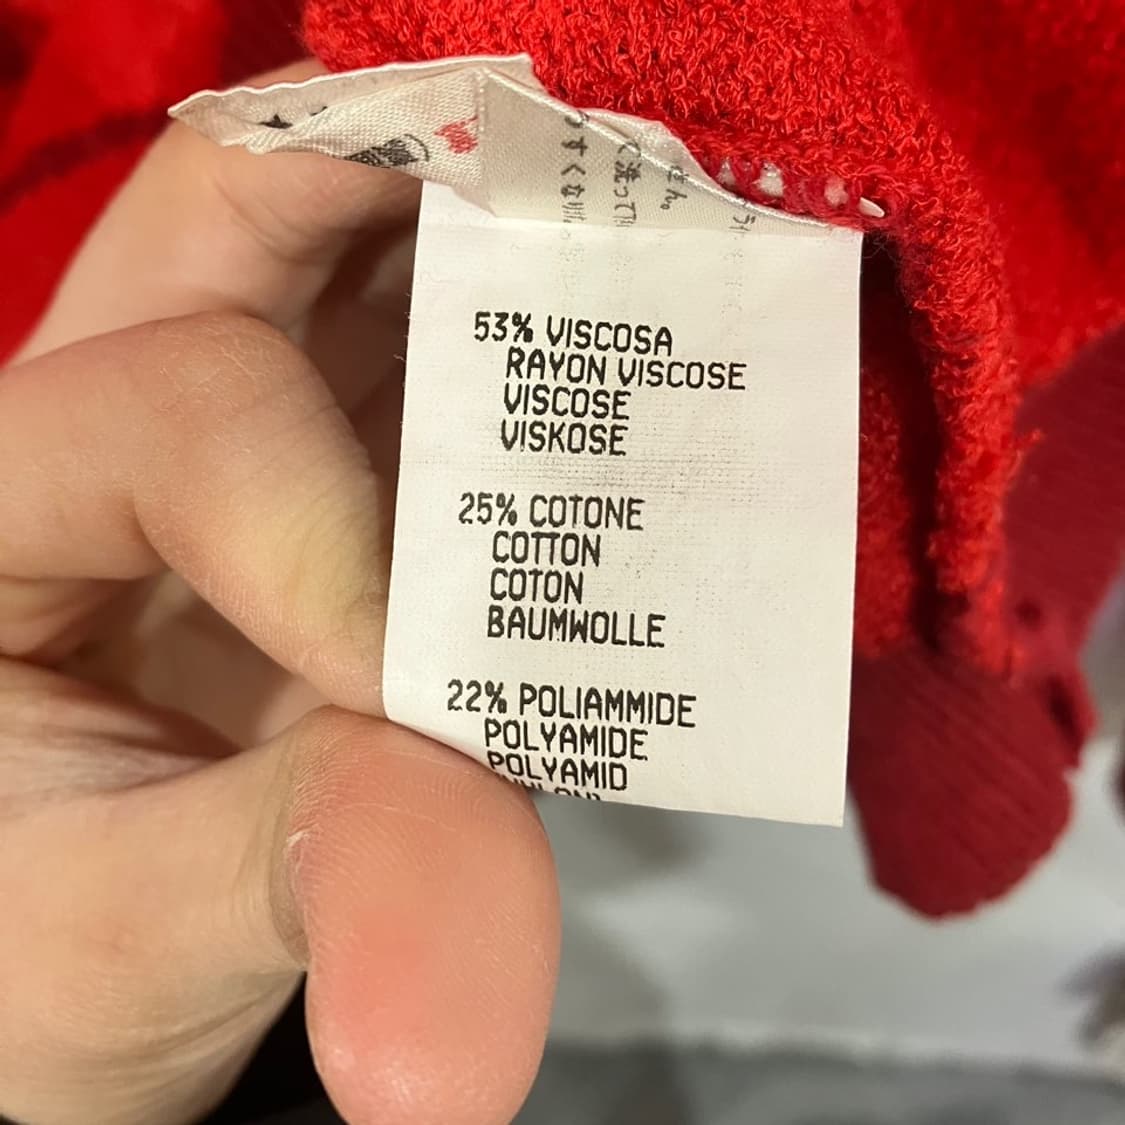 53% VISCOSA
RAYON VISCOSE
VISCOSE
VISKOSE
25% COTONE
COTTON
COTON
BAUMWOLLE
22% POLIAMMIDE
POLYAMIDE
POLYAMID